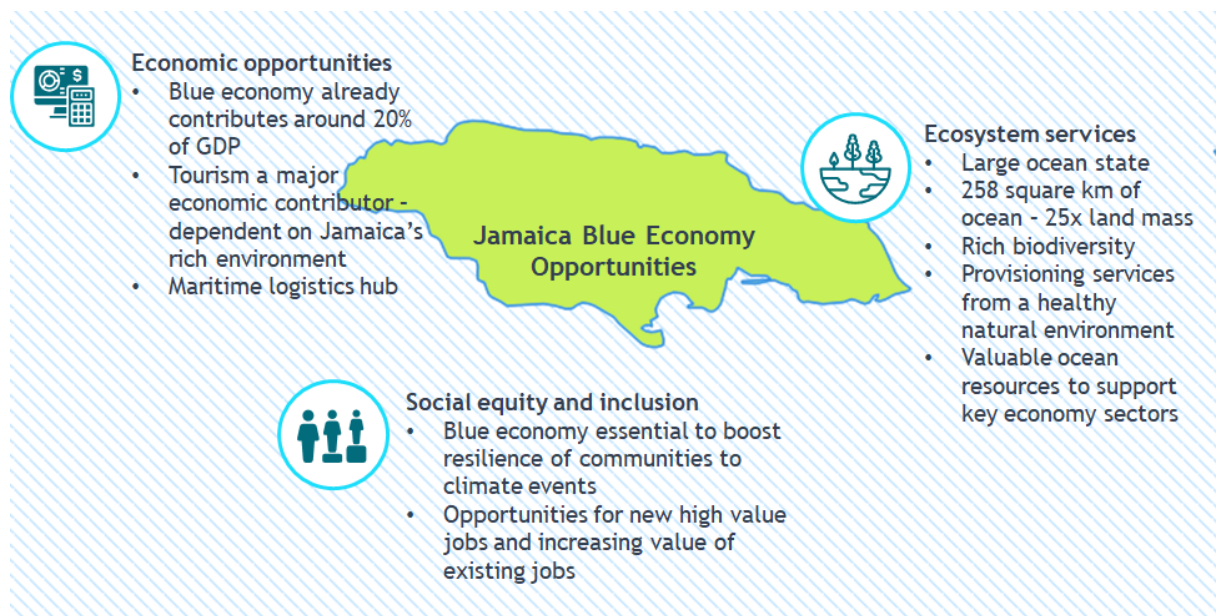 Economic opportunities
• Blue economy already
contributes around 20%
of GDP
• Tourism a major
economic contributor –
dependent on Jamaica's
rich environment
• Maritime logistics hub
Jamaica Blue Economy
Opportunities
Ecosystem services
• Large ocean state
• 258 square km of
ocean – 25x land mass
• Rich biodiversity
• Provisioning services
from a healthy
natural environment
• Valuable ocean
resources to support
key economy sectors
Social equity and inclusion
• Blue economy essential to boost
resilience of communities to
climate events
• Opportunities for new high value
jobs and increasing value of
existing jobs